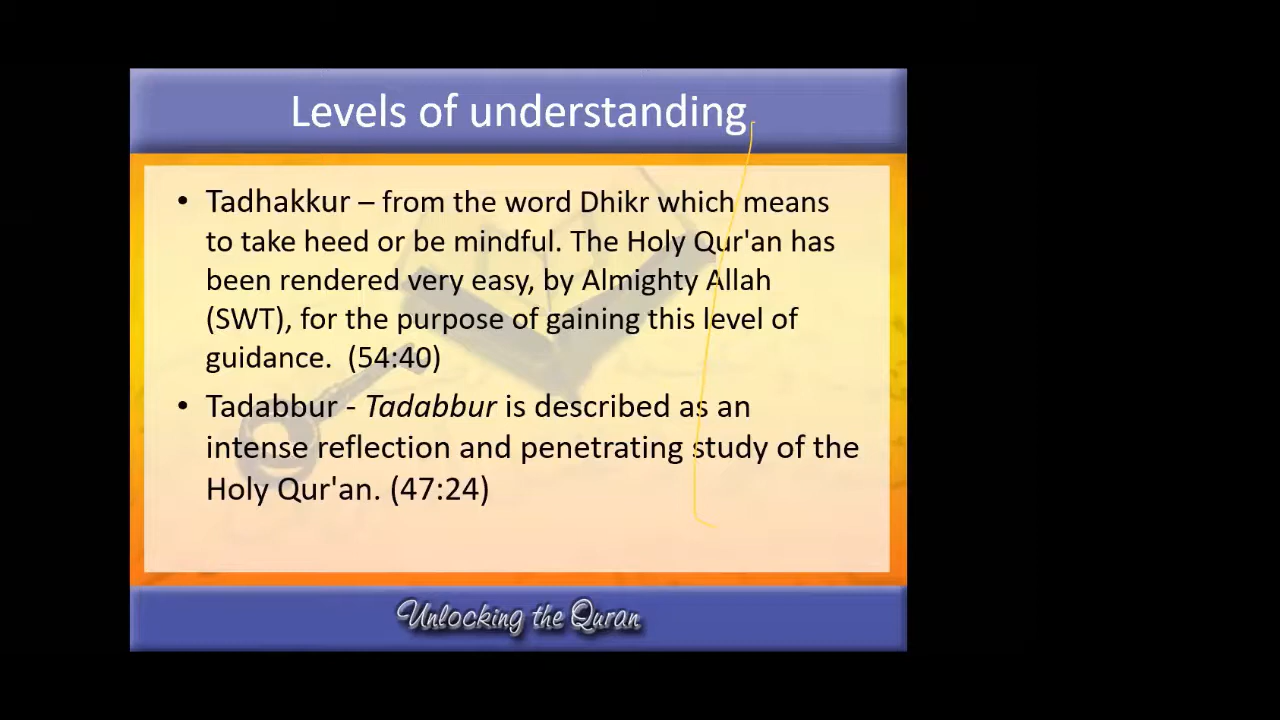 Levels of understanding
• Tadhakkur – from the word Dhikr which means
to take heed or be mindful. The Holy Qur'an has
been rendered very easy, by Almighty Allah
(SWT), for the purpose of gaining this level of
guidance.  (54:40)
• Tadabbur - Tadabbur is described as an
intense reflection and penetrating study of the
Holy Qur'an. (47:24)
Unlocking the Quran